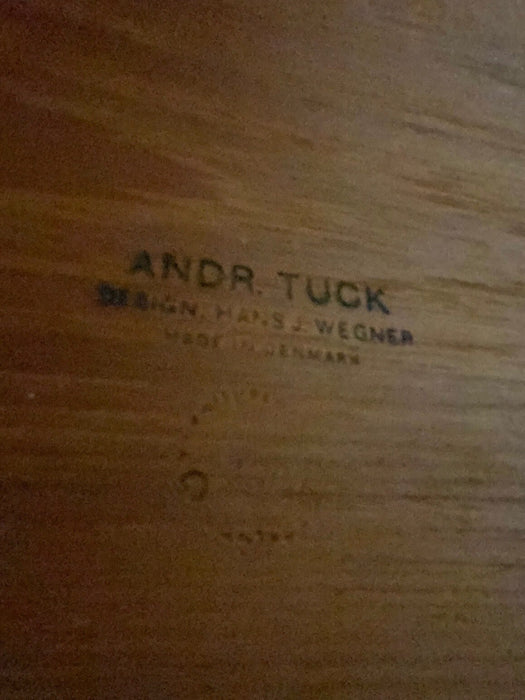 ANDR. TUCK
DESIGN. HANS J. WEGNER
MADE IN DENMARK